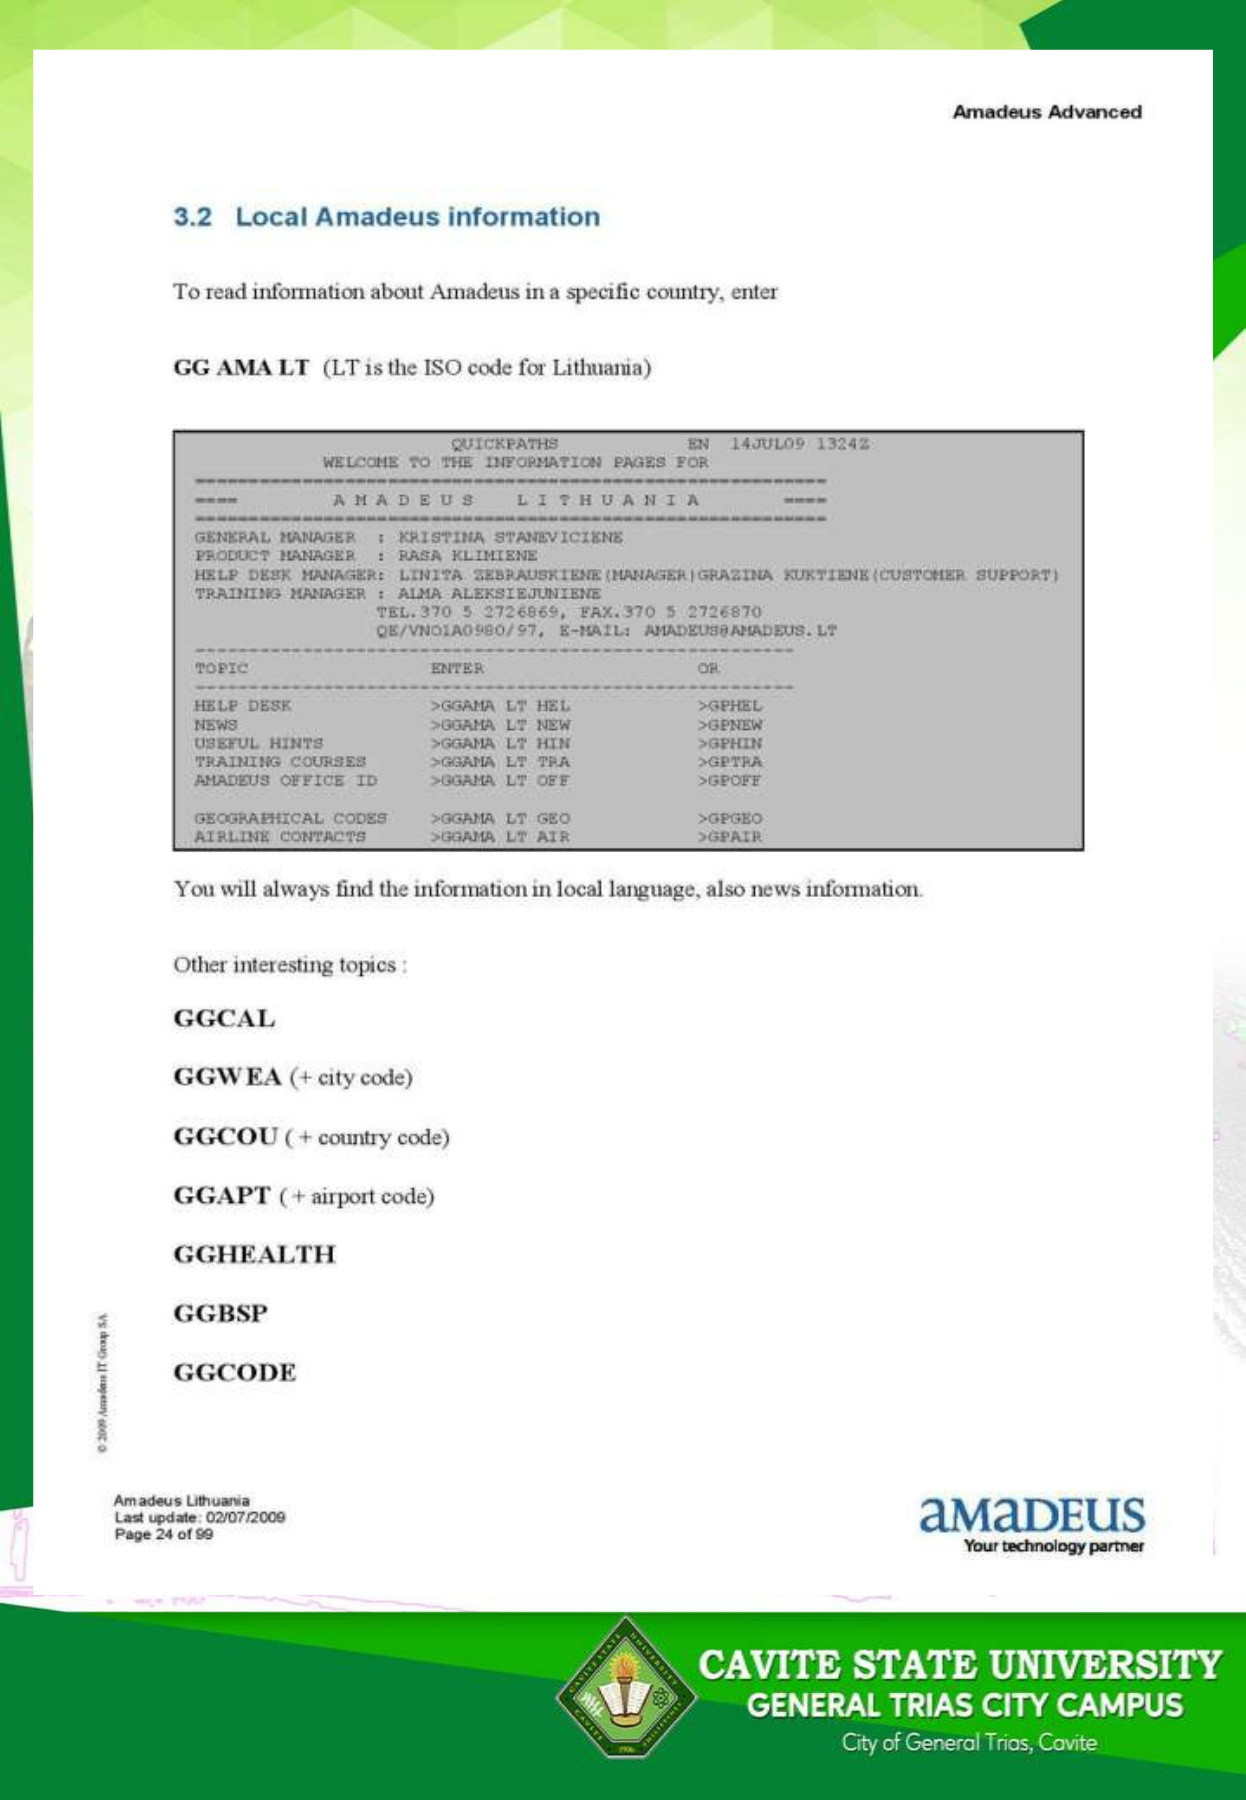 Amadeus Advanced
3.2 Local Amadeus information
To read information about Amadeus in a specific country, enter
GG AMA LT (LT is the ISO code for Lithuania)
QUICKPATHS EN 14JUL09 1324Z
WELCOME TO THE INFORMATION PAGES FOR
===========================================================
==== A M A D E U S L I T H U A N I A ====
===========================================================
GENERAL MANAGER : KRISTINA STANEVICIENE
PRODUCT MANAGER : RASA KLIMIENE
HELP DESK MANAGER: LINITA ZEBRAUSKIENE(MANAGER)GRAZINA KUKTIENE(CUSTOMER SUPPORT)
TRAINING MANAGER : ALMA ALEKSIEJUNIENE
TEL.370 5 2726869, FAX.370 5 2726870
QE/VNO1A0980/97, E-MAIL: AMADEUS@AMADEUS.LT
--------------------------------------------------------
TOPIC ENTER OR
--------------------------------------------------------
HELP DESK >GGAMA LT HEL >GPHEL
NEWS >GGAMA LT NEW >GPNEW
USEFUL HINTS >GGAMA LT HIN >GPHIN
TRAINING COURSES >GGAMA LT TRA >GPTRA
AMADEUS OFFICE ID >GGAMA LT OFF >GPOFF
GEOGRAPHICAL CODES >GGAMA LT GEO >GPGEO
AIRLINE CONTACTS >GGAMA LT AIR >GPAIR
You will always find the information in local language, also news information.
Other interesting topics :
GGCAL
GGWEA (+ city code)
GGCOU ( + country code)
GGAPT ( + airport code)
GGHEALTH
GGBSP
GGCODE
© 2009 Amadeus IT Group SA
Amadeus Lithuania
Last update: 02/07/2009
Page 24 of 99
amadeus
Your technology partner
CAVITE STATE UNIVERSITY
GENERAL TRIAS CITY CAMPUS
City of General Trias, Cavite
1906